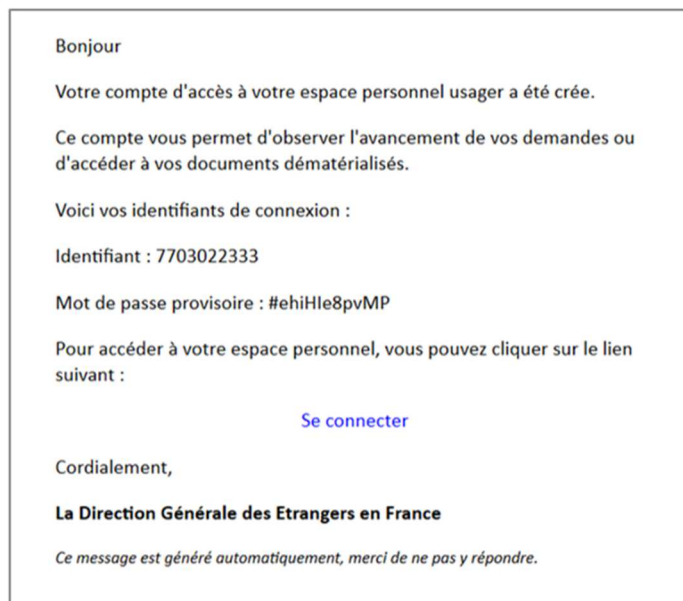 Bonjour
Votre compte d'accès à votre espace personnel usager a été crée.
Ce compte vous permet d'observer l'avancement de vos demandes ou
d'accéder à vos documents dématérialisés.
Voici vos identifiants de connexion :
Identifiant : 7703022333
Mot de passe provisoire : #ehiHIe8pvMP
Pour accéder à votre espace personnel, vous pouvez cliquer sur le lien
suivant :
Se connecter
Cordialement,
La Direction Générale des Etrangers en France
Ce message est généré automatiquement, merci de ne pas y répondre.